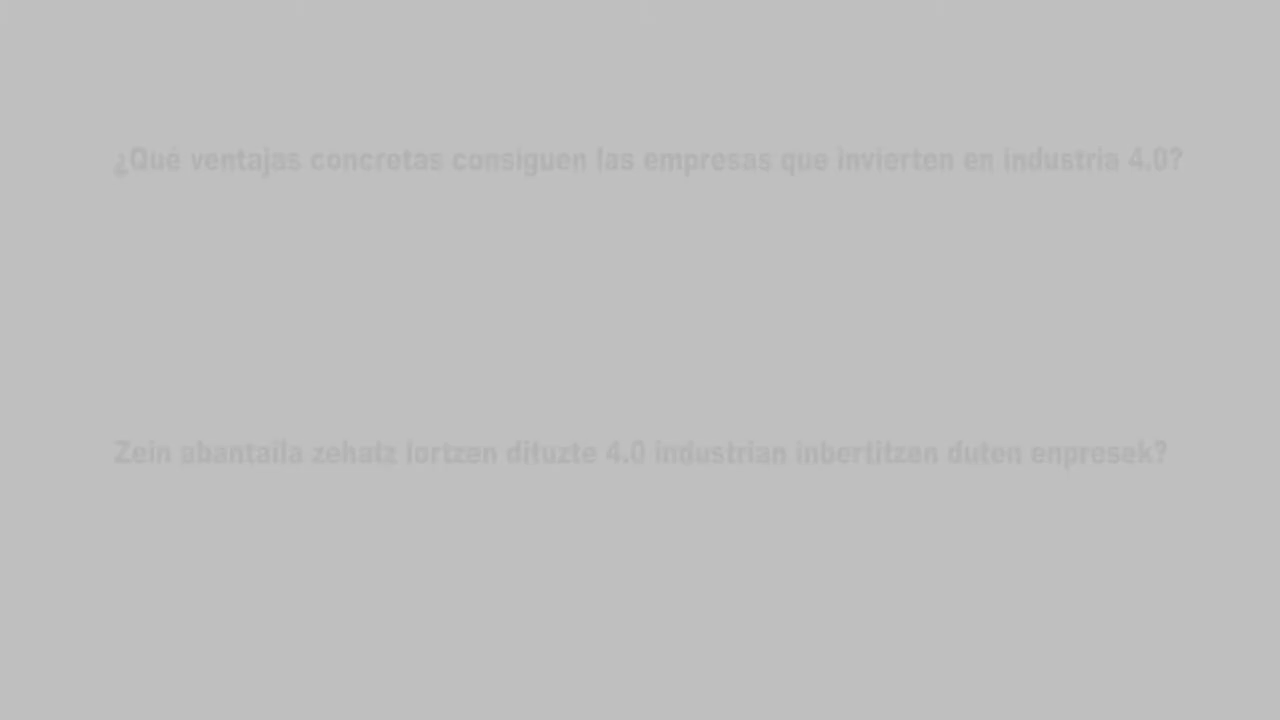 ¿Qué ventajas concretas consiguen las empresas que invierten en industria 4.0?
Zein abantaila zehatz lortzen dituzte 4.0 industrian inbertitzen duten enpresek?